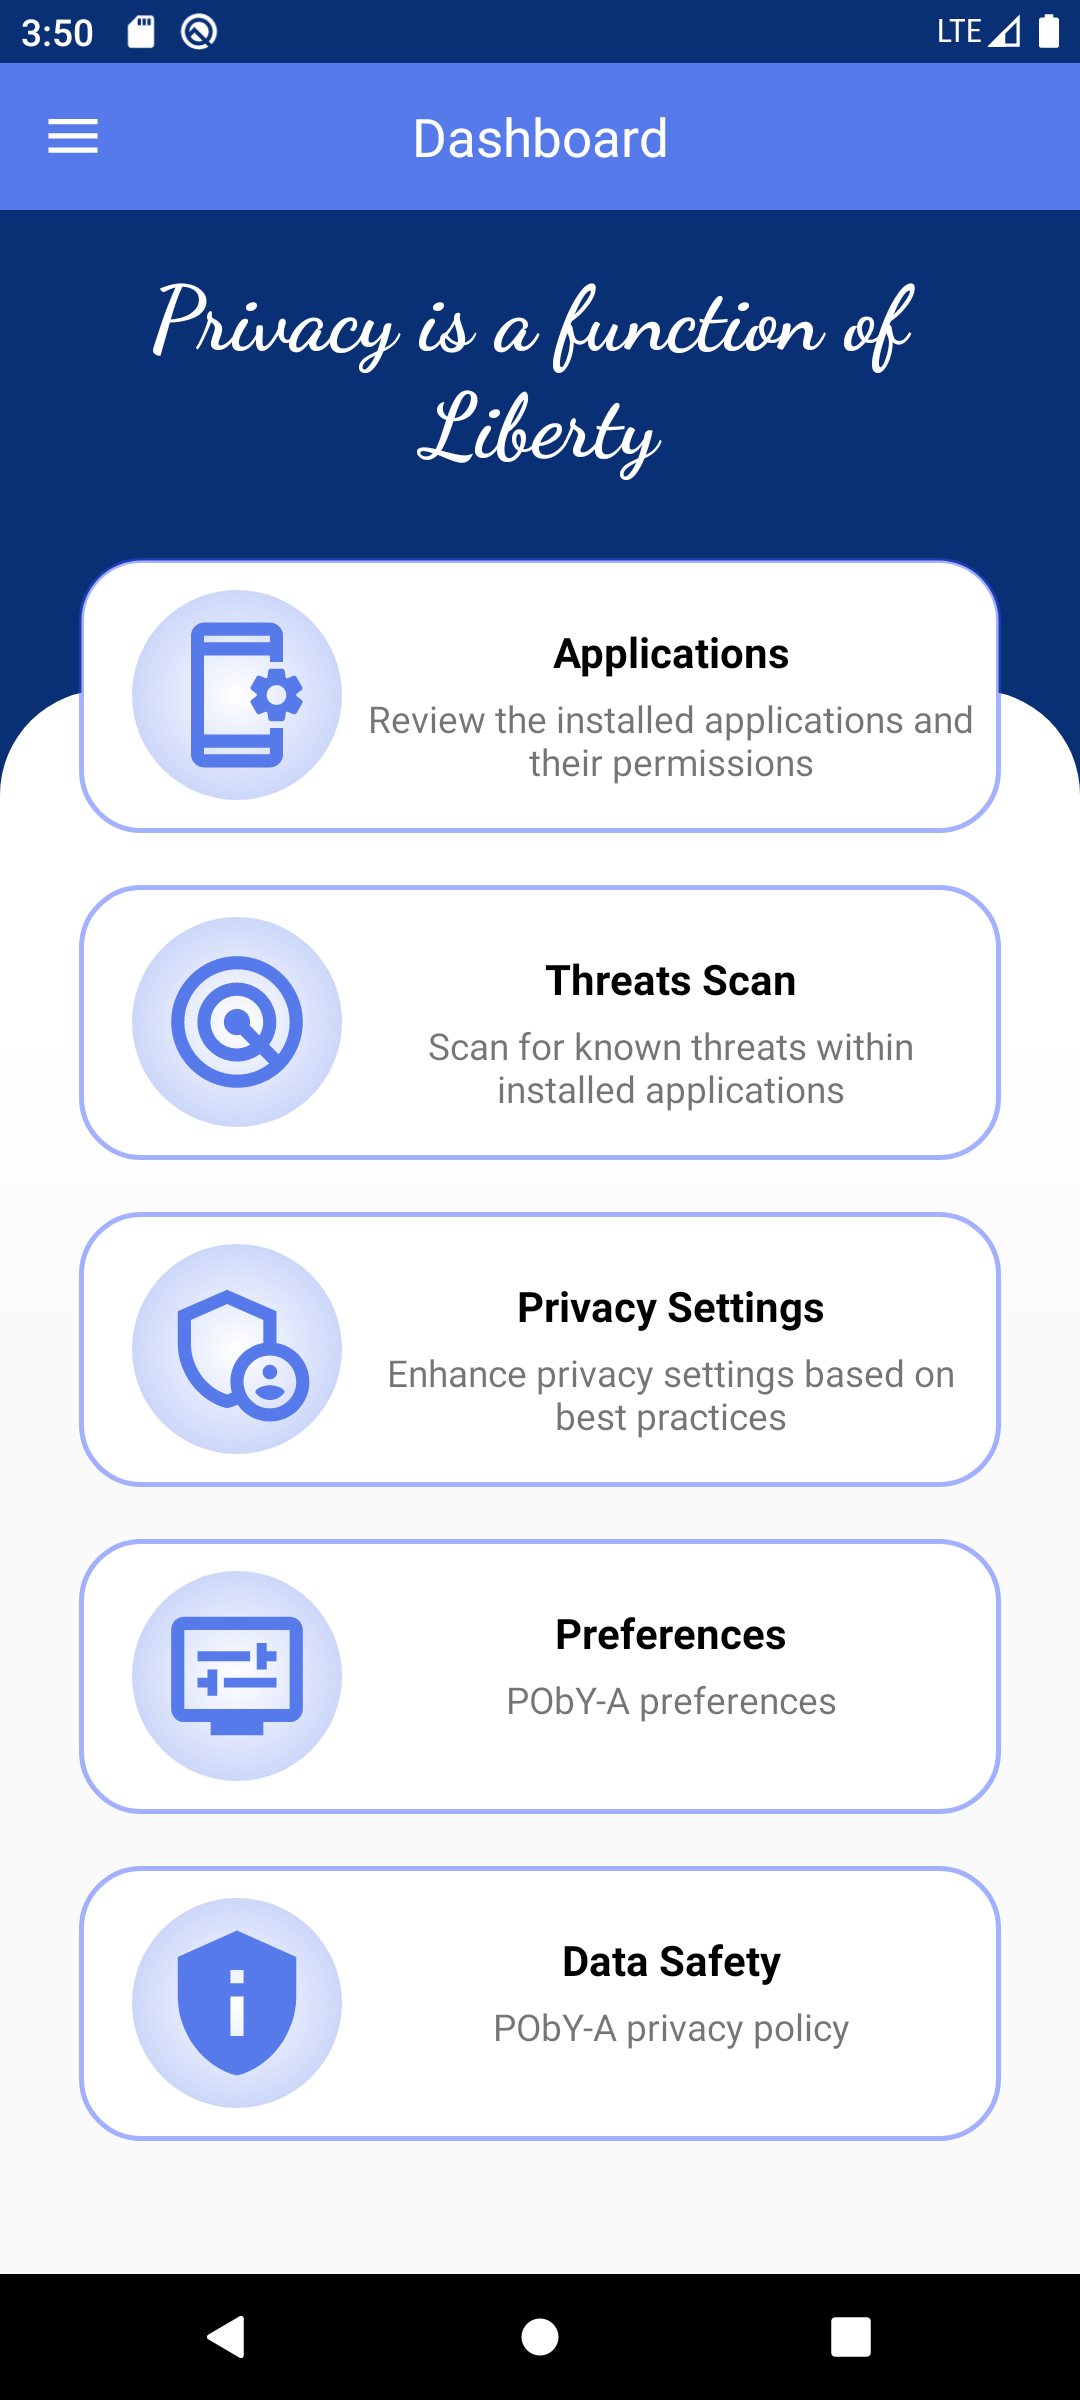 3:50
LTE
Dashboard
Privacy is a function of
Liberty
Applications
Review the installed applications and
their permissions
Threats Scan
Scan for known threats within
installed applications
Privacy Settings
Enhance privacy settings based on
best practices
Preferences
PObY-A preferences
Data Safety
PObY-A privacy policy